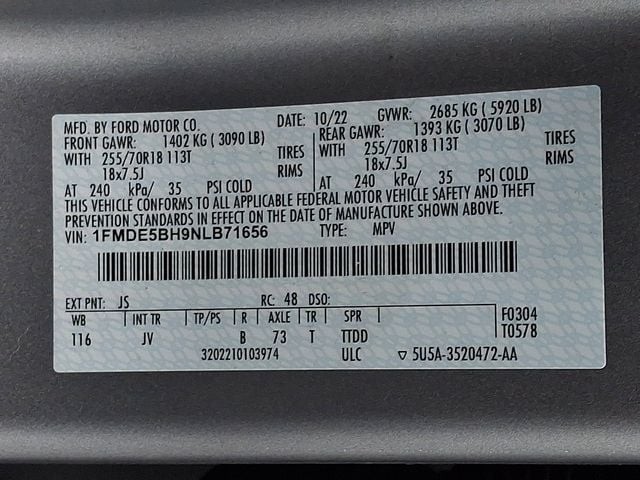 MFD. BY FORD MOTOR CO. DATE: 10/22 GVWR: 2685 KG ( 5920 LB)
FRONT GAWR: 1402 KG ( 3090 LB) REAR GAWR: 1393 KG ( 3070 LB)
WITH 255/70R18 113T TIRES WITH 255/70R18 113T TIRES
18x7.5J RIMS 18x7.5J RIMS
AT 240 kPa/ 35 PSI COLD AT 240 kPa/ 35 PSI COLD
THIS VEHICLE CONFORMS TO ALL APPLICABLE FEDERAL MOTOR VEHICLE SAFETY AND THEFT
PREVENTION STANDARDS IN EFFECT ON THE DATE OF MANUFACTURE SHOWN ABOVE.
VIN: 1FMDE5BH9NLB71656 TYPE: MPV
EXT PNT: JS RC: 48 DSO:
WB INT TR TP/PS R AXLE TR SPR F0304
116 JV B 73 T TTDD T0578
3202210103974 ULC ▽ 5U5A-3520472-AA